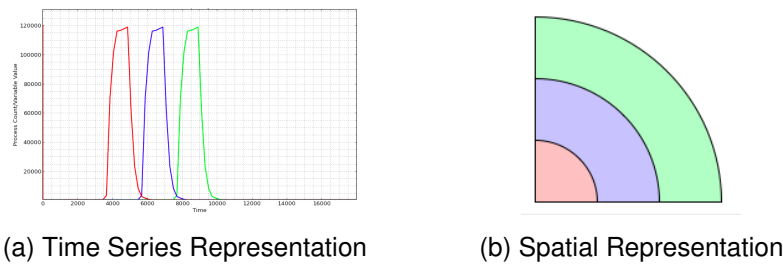 Process Count/Variable Value
120000
100000
80000
60000
40000
20000
0 2000 4000 6000 8000 10000 12000 14000 16000
Time
(a) Time Series Representation
(b) Spatial Representation